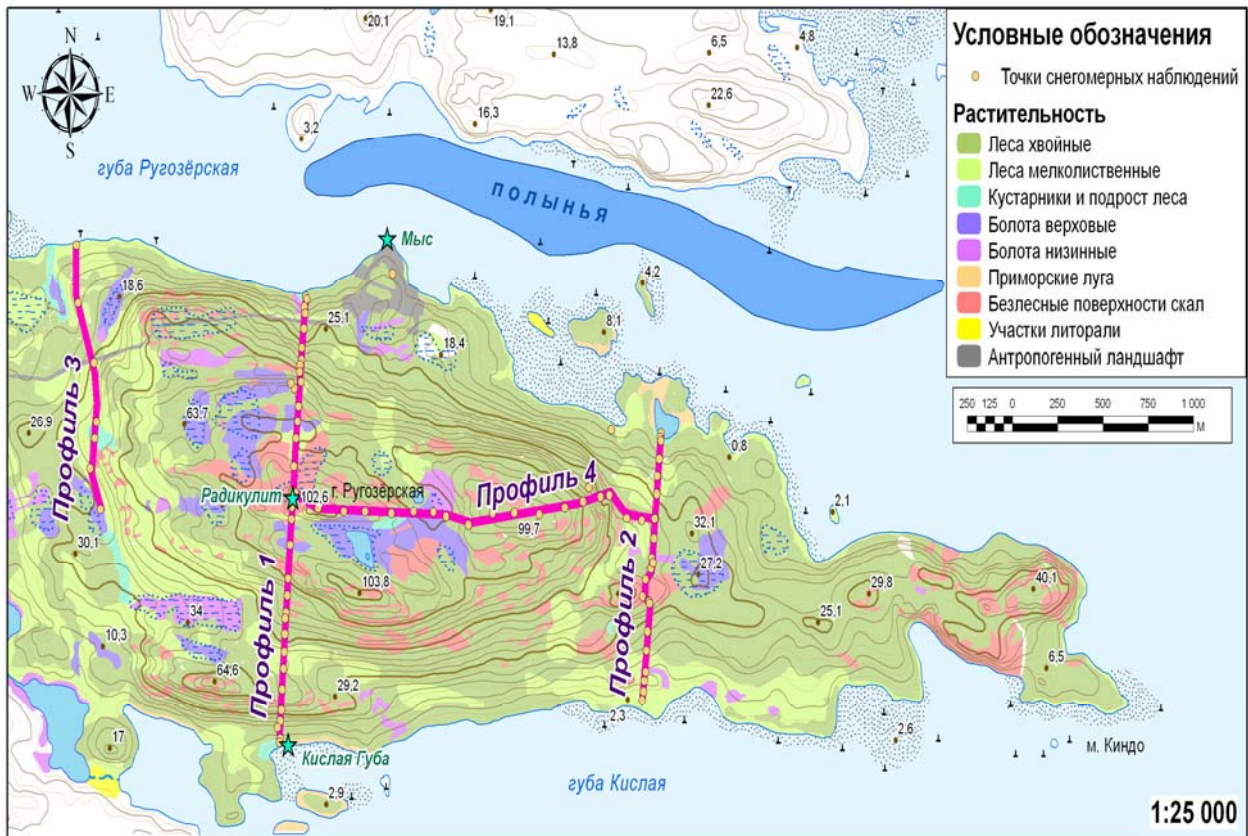 Условные обозначения
Точки снегомерных наблюдений
Растительность
Леса хвойные
Леса мелколиственные
Кустарники и подрост леса
Болота верховые
Болота низинные
Приморские луга
Безлесные поверхности скал
Участки литорали
Антропогенный ландшафт
250 125 0 250 500 750 1 000
М
N
W E
S
20,1
19,1
13,8
6,5
4,8
22,6
16,3
3,2
губа Ругозёрская
ПОЛЫНЬЯ
Мыс
4,2
8,1
18,6
25,1
18,4
63,7
26,9
0,8
Профиль 3
Радикулит
102,6
г. Ругозёрская
Профиль 4
99,7
2,1
32,1
27,2
30,1
Профиль 1
Профиль 2
103,8
29,8
40,1
25,1
34
10,3
64,6
29,2
6,5
2,3
2,6
17
Кислая Губа
м. Киндо
губа Кислая
2,9
1:25 000